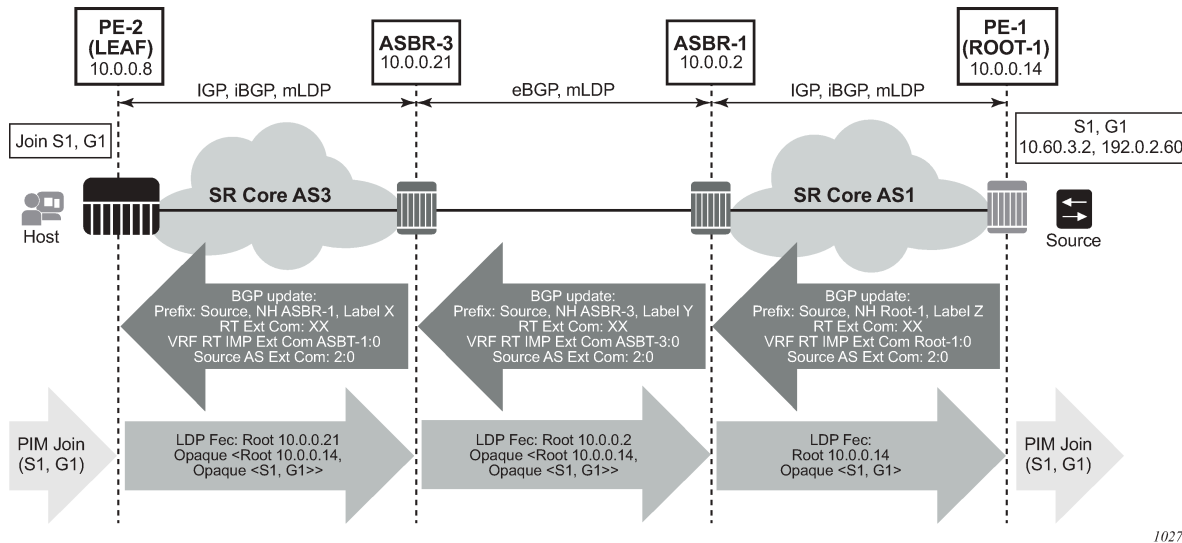 PE-2
(LEAF)
10.0.0.8
ASBR-3
10.0.0.21
ASBR-1
10.0.0.2
PE-1
(ROOT-1)
10.0.0.14
IGP, iBGP, mLDP
eBGP, mLDP
IGP, iBGP, mLDP
Join S1, G1
S1, G1
10.60.3.2, 192.0.2.60
Host
SR Core AS3
SR Core AS1
Source
BGP update:
Prefix: Source, NH ASBR-1, Label X
RT Ext Com: XX
VRF RT IMP Ext Com ASBT-1:0
Source AS Ext Com: 2:0
BGP update:
Prefix: Source, NH ASBR-3, Label Y
RT Ext Com: XX
VRF RT IMP Ext Com ASBT-3:0
Source AS Ext Com: 2:0
BGP update:
Prefix: Source, NH Root-1, Label Z
RT Ext Com: XX
VRF RT IMP Ext Com Root-1:0
Source AS Ext Com: 2:0
PIM Join
(S1, G1)
LDP Fec: Root 10.0.0.21
Opaque <Root 10.0.0.14,
Opaque <S1, G1>>
LDP Fec: Root 10.0.0.2
Opaque <Root 10.0.0.14,
Opaque <S1, G1>>
LDP Fec:
Root 10.0.0.14
Opaque <S1, G1>
PIM Join
(S1, G1)
1027